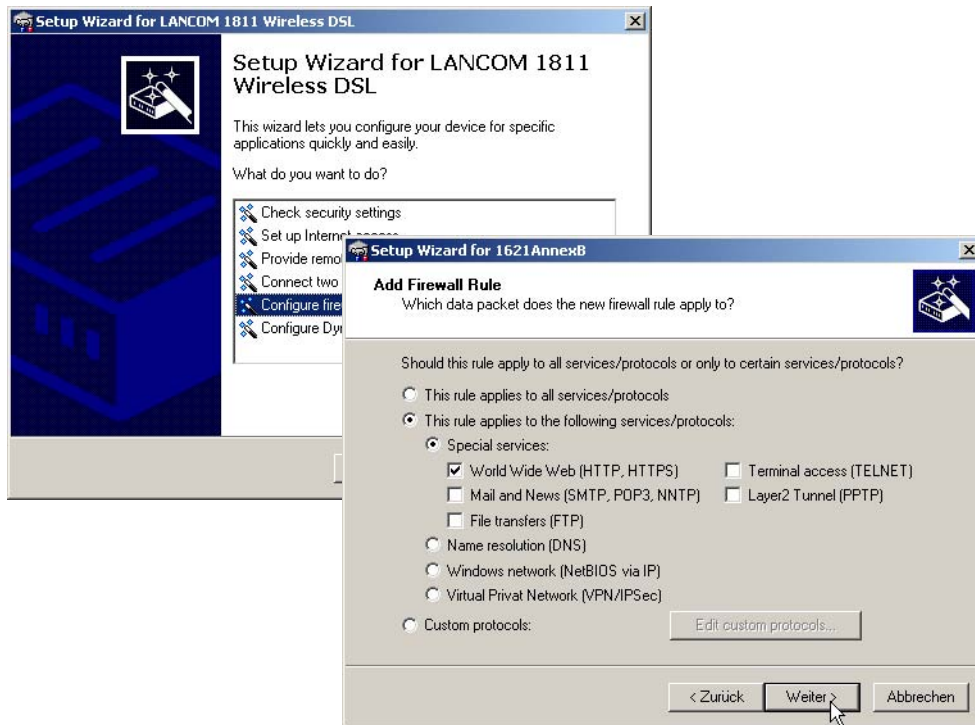 Setup Wizard for LANCOM 1811 Wireless DSL
Setup Wizard for LANCOM 1811
Wireless DSL
This wizard lets you configure your device for specific
applications quickly and easily.
What do you want to do?
Check security settings
Set up Internet access
Provide
Connect two
Configure
Configure
Setup Wizard for 1621AnnexB
Add Firewall Rule
Which data packet does the new firewall rule apply to?
Should this rule apply to all services/protocols or only to certain services/protocols?
This rule applies to all services/protocols
This rule applies to the following services/protocols:
Special services:
World Wide Web (HTTP, HTTPS)
Terminal access (TELNET)
Mail and News (SMTP, POP3, NNTP)
Layer2 Tunnel (PPTP)
File transfers (FTP)
Name resolution (DNS)
Windows network (NetBIOS via IP)
Virtual Privat Network (VPN/IPSec)
Custom protocols:
Edit custom protocols...
< Zurück
Weiter >
Abbrechen